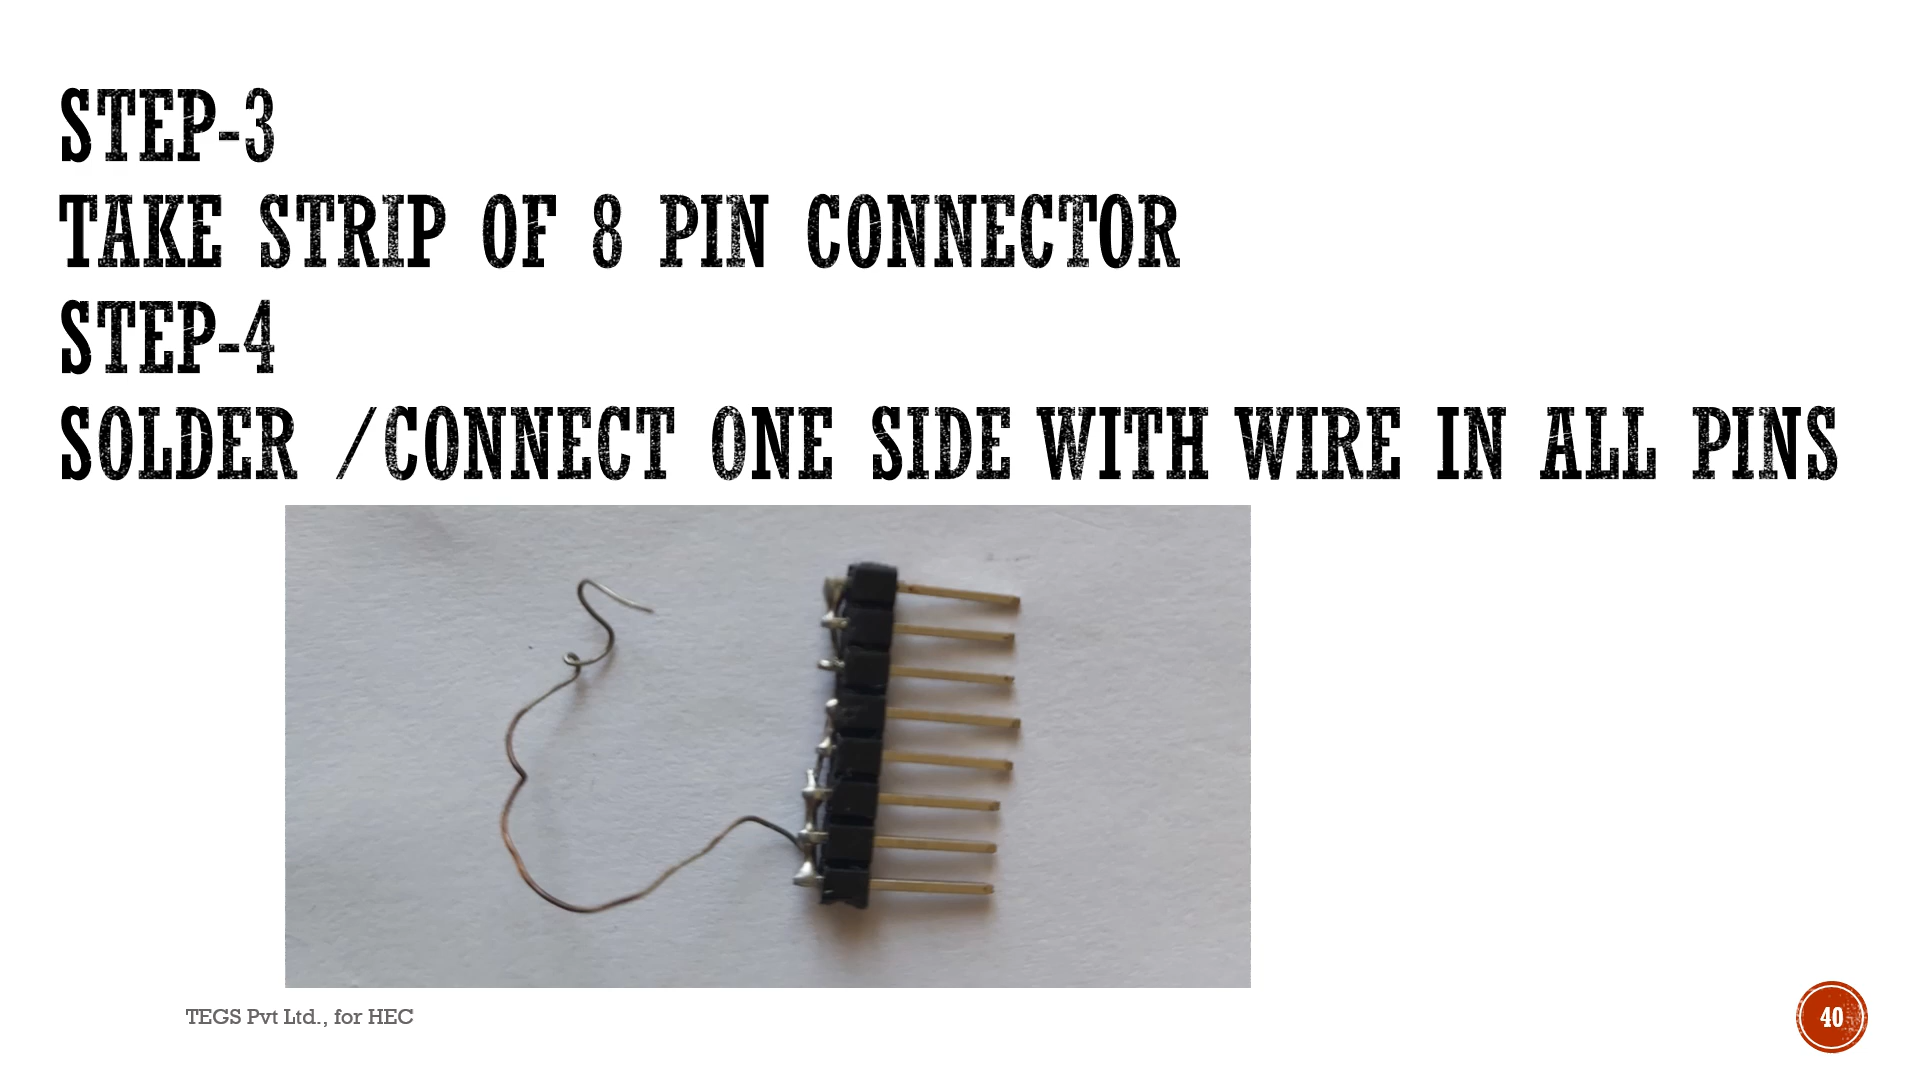 STEP-3
TAKE STRIP OF 8 PIN CONNECTOR
STEP-4
SOLDER /CONNECT ONE SIDE WITH WIRE IN ALL PINS
TEGS Pvt Ltd., for HEC
40